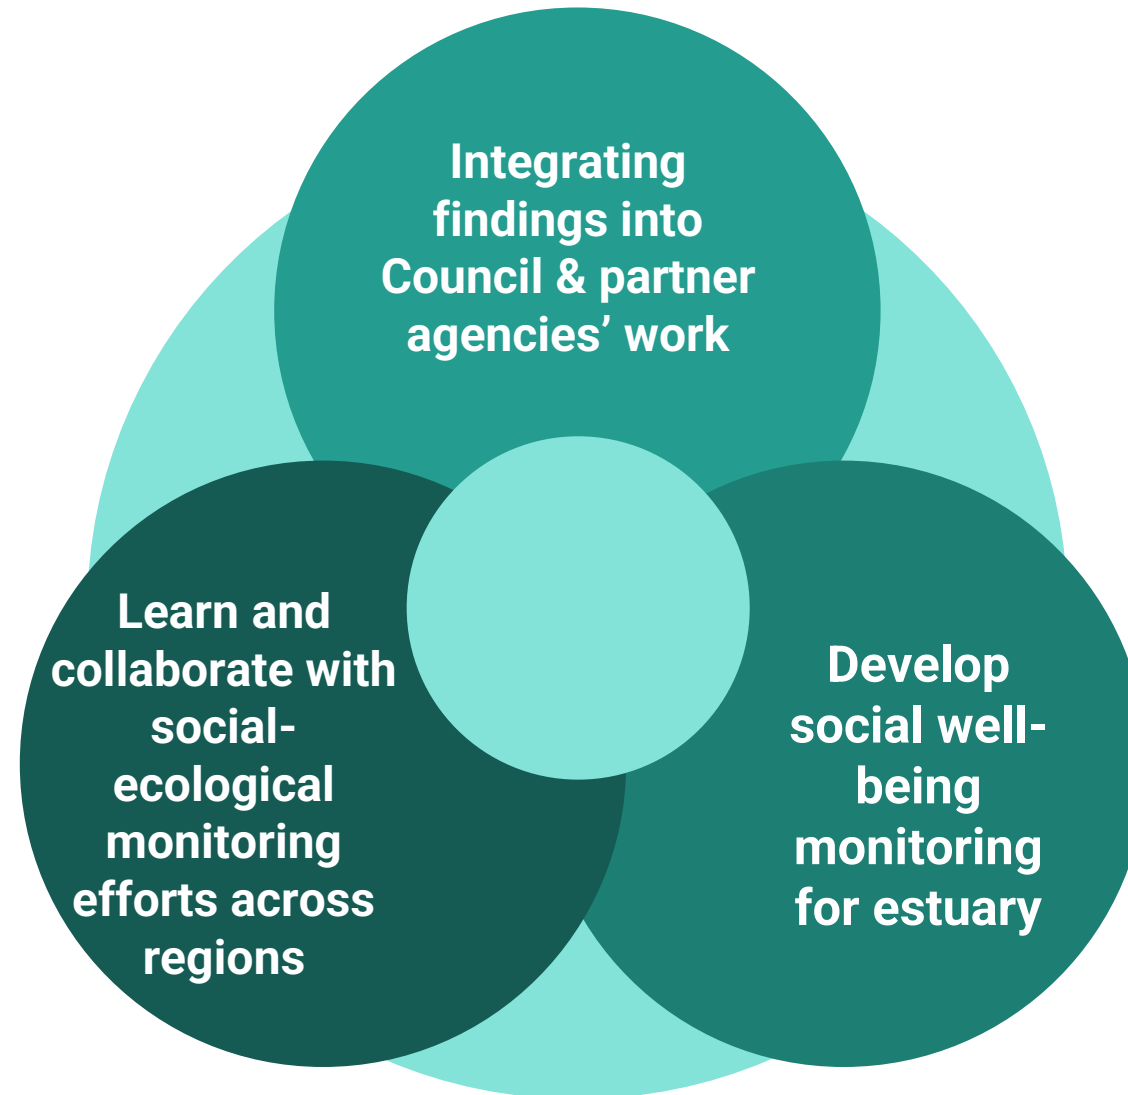 Integrating
findings into
Council & partner
agencies’ work
Learn and
collaborate with
social-
ecological
monitoring
efforts across
regions
Develop
social well-
being
monitoring
for estuary